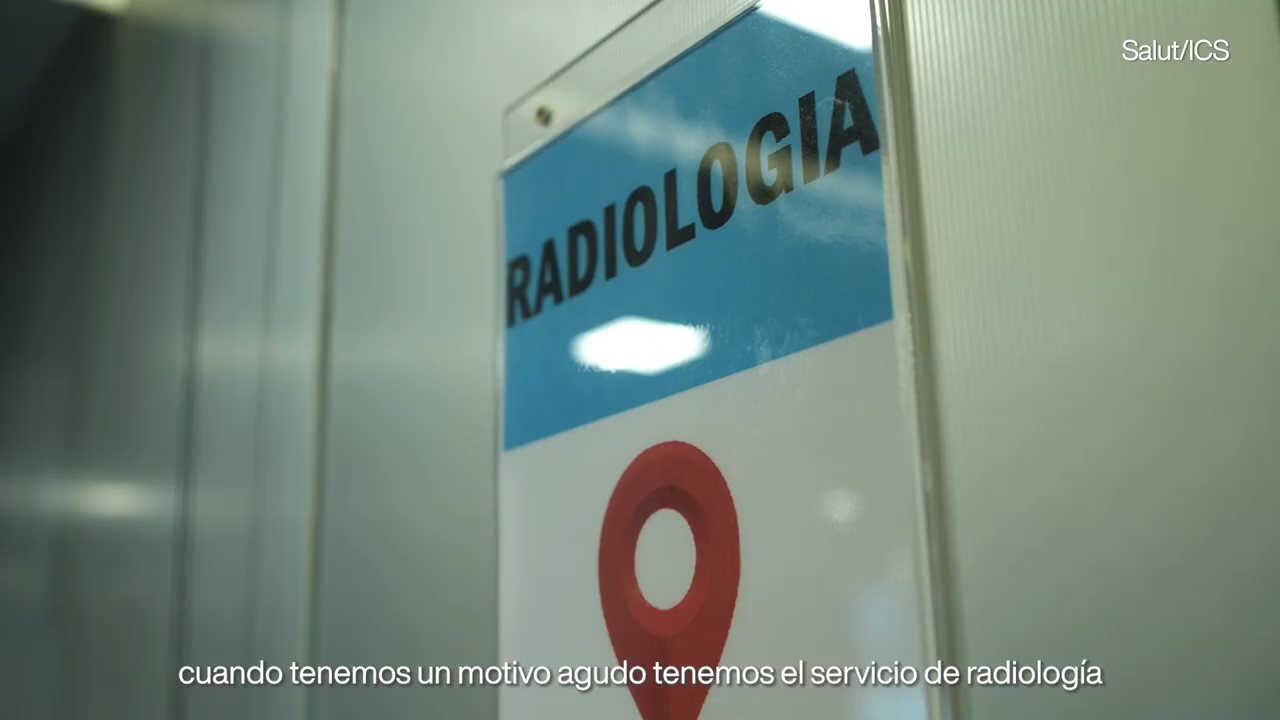 Salut/ICS
RADIOLOGIA
cuando tenemos un motivo agudo tenemos el servicio de radiología